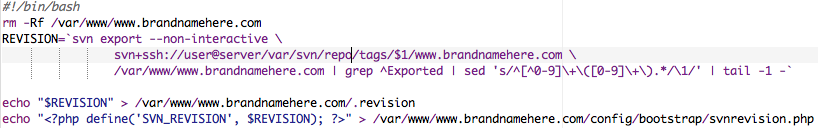 #!/bin/bash
rm -Rf /var/www/www.brandnamehere.com
REVISION=`svn export --non-interactive \
svn+ssh://user@server/var/svn/repo/tags/$1/www.brandnamehere.com \
/var/www/www.brandnamehere.com | grep ^Exported | sed 's/^[^0-9]\+\([0-9]\+\).*/\1/' | tail -1 -`
echo "$REVISION" > /var/www/www.brandnamehere.com/.revision
echo "<?php define('SVN_REVISION', $REVISION); ?>" > /var/www/www.brandnamehere.com/config/bootstrap/svnrevision.php